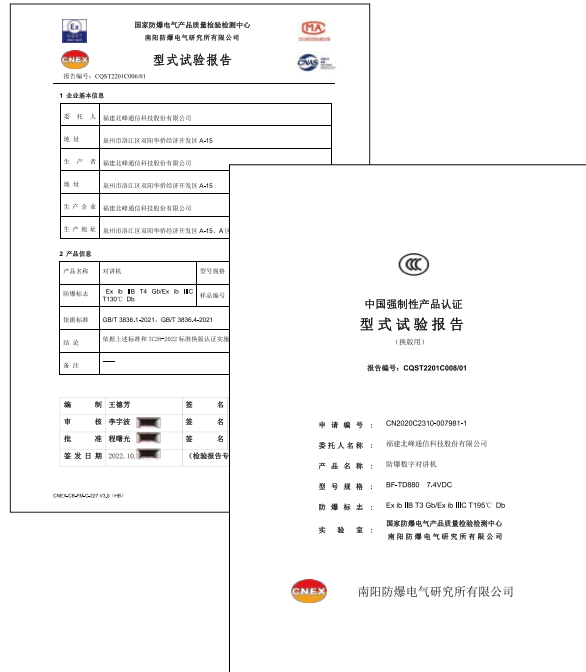 Ex
CQST
国家防爆电气产品质量检验检测中心
南阳防爆电气研究所有限公司
MA
CNEX
型式试验报告
CNAS
报告编号：CQST2201C006/01
1 企业基本信息
委托人 福建北峰通信科技股份有限公司
地址 泉州市洛江区双阳华侨经济开发区 A-15
生产者 福建北峰通信科技股份有限公司
地址 泉州市洛江区双阳华侨经济开发区 A-15
生产企业 福建北峰通信科技股份有限公司
生产地址 泉州市洛江区双阳华侨经济开发区 A-15、A
2 产品信息
产品名称 对讲机 型号规格
防爆标志 Ex ib IIB T4 Gb/Ex ib IIIC T130℃ Db 样品编号
依据标准 GB/T 3836.1-2021、GB/T 3836.4-2021
结论 依据上述标准和 TC28-2022 标准换版认证实施
备注 ——
编制 王德芳 签名
审核 李宇波 签名
批准 程曙光 签名
签发日期 2022.10. （检验报告专
CNEX-CB-FM-C-227 V3.0（HB）
CCC
中国强制性产品认证
型式试验报告
（换版用）
报告编号：CQST2201C008/01
申请编号： CN2020C2310-007981-1
委托人名称： 福建北峰通信科技股份有限公司
产品名称： 防爆数字对讲机
型号规格： BF-TD880 7.4VDC
防爆标志： Ex ib IIB T3 Gb/Ex ib IIIC T195℃ Db
实验室： 国家防爆电气产品质量检验检测中心
南阳防爆电气研究所有限公司
CNEX 南阳防爆电气研究所有限公司